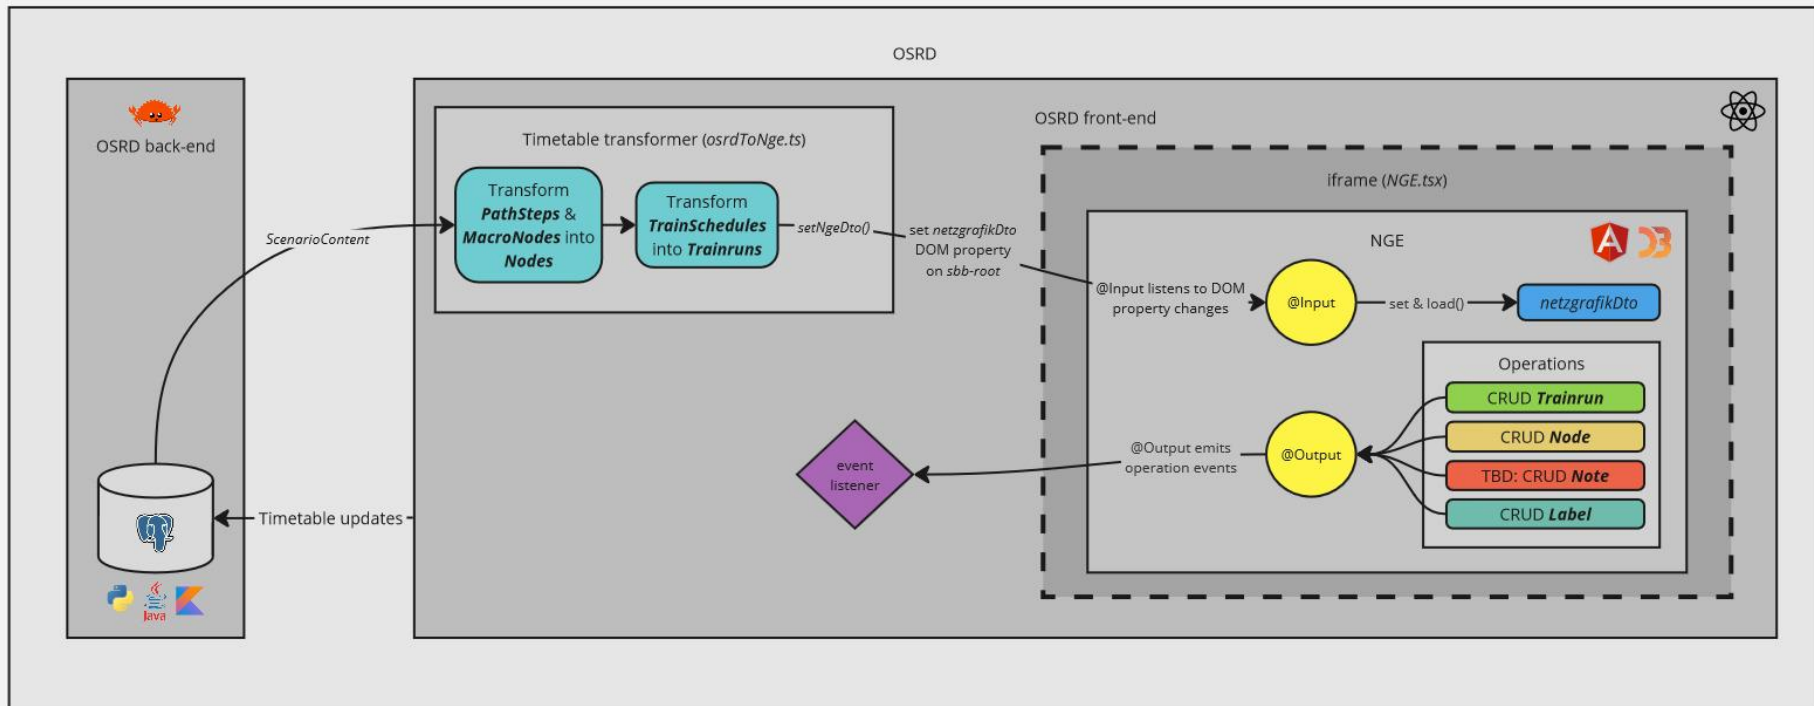 OSRD
OSRD back-end
ScenarioContent
Timetable updates
Java
Timetable transformer (osrdToNge.ts)
Transform
PathSteps &
MacroNodes into
Nodes
Transform
TrainSchedules
into Trainruns
setNgeDto()
set netzgrafikDto
DOM property
on sbb-root
OSRD front-end
iframe (NGE.tsx)
NGE
@Input listens to DOM
property changes
@Input
set & load()
netzgrafikDto
Operations
CRUD Trainrun
CRUD Node
TBD: CRUD Note
CRUD Label
@Output
@Output emits
operation events
event
listener